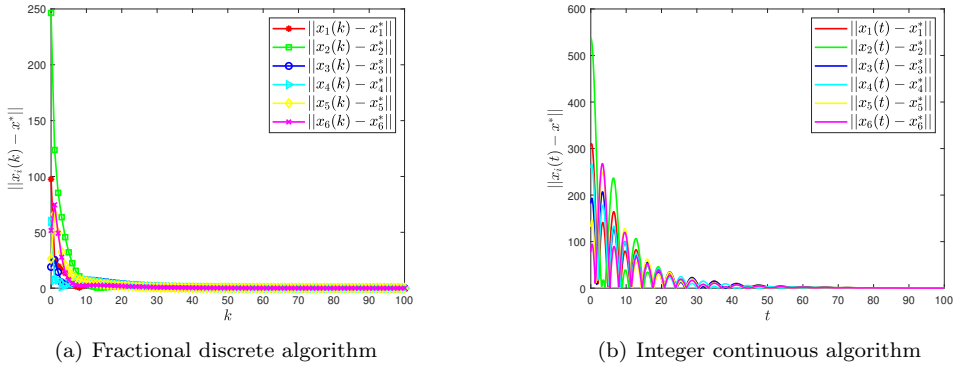 250
200
150
100
50
0
||x_i(k) − x^*||
0 10 20 30 40 50 60 70 80 90 100
k
||x_1(k) − x_1^*||
||x_2(k) − x_2^*||
||x_3(k) − x_3^*||
||x_4(k) − x_4^*||
||x_5(k) − x_5^*||
||x_6(k) − x_6^*||
(a) Fractional discrete algorithm
600
500
400
300
200
100
0
||x_i(t) − x^*||
0 10 20 30 40 50 60 70 80 90 100
t
||x_1(t) − x_1^*||
||x_2(t) − x_2^*||
||x_3(t) − x_3^*||
||x_4(t) − x_4^*||
||x_5(t) − x_5^*||
||x_6(t) − x_6^*||
(b) Integer continuous algorithm